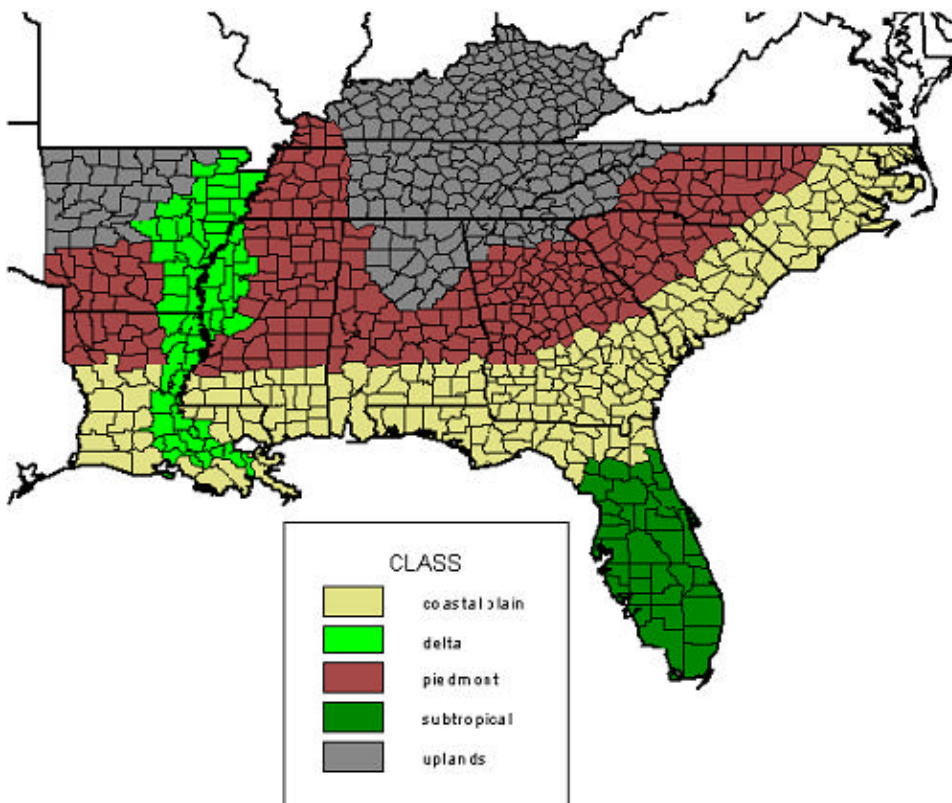 CLASS
coastal plain
delta
piedmont
subtropical
uplands